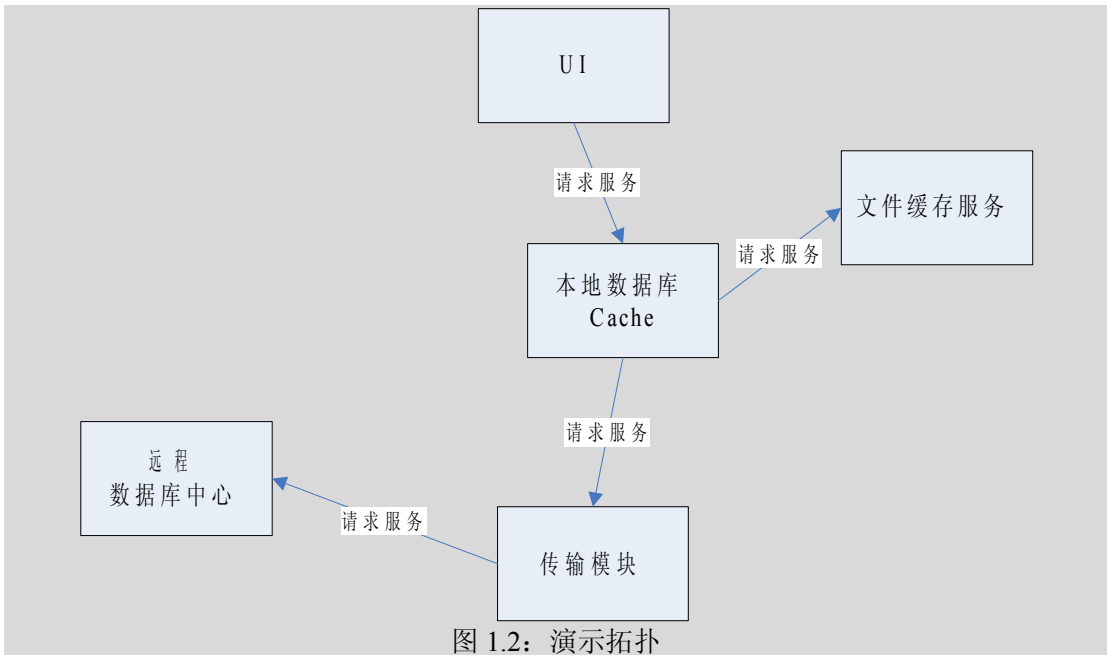 UI
请求服务
文件缓存服务
请求服务
本地数据库
Cache
请求服务
远程
数据库中心
请求服务
传输模块
图 1.2：演示拓扑